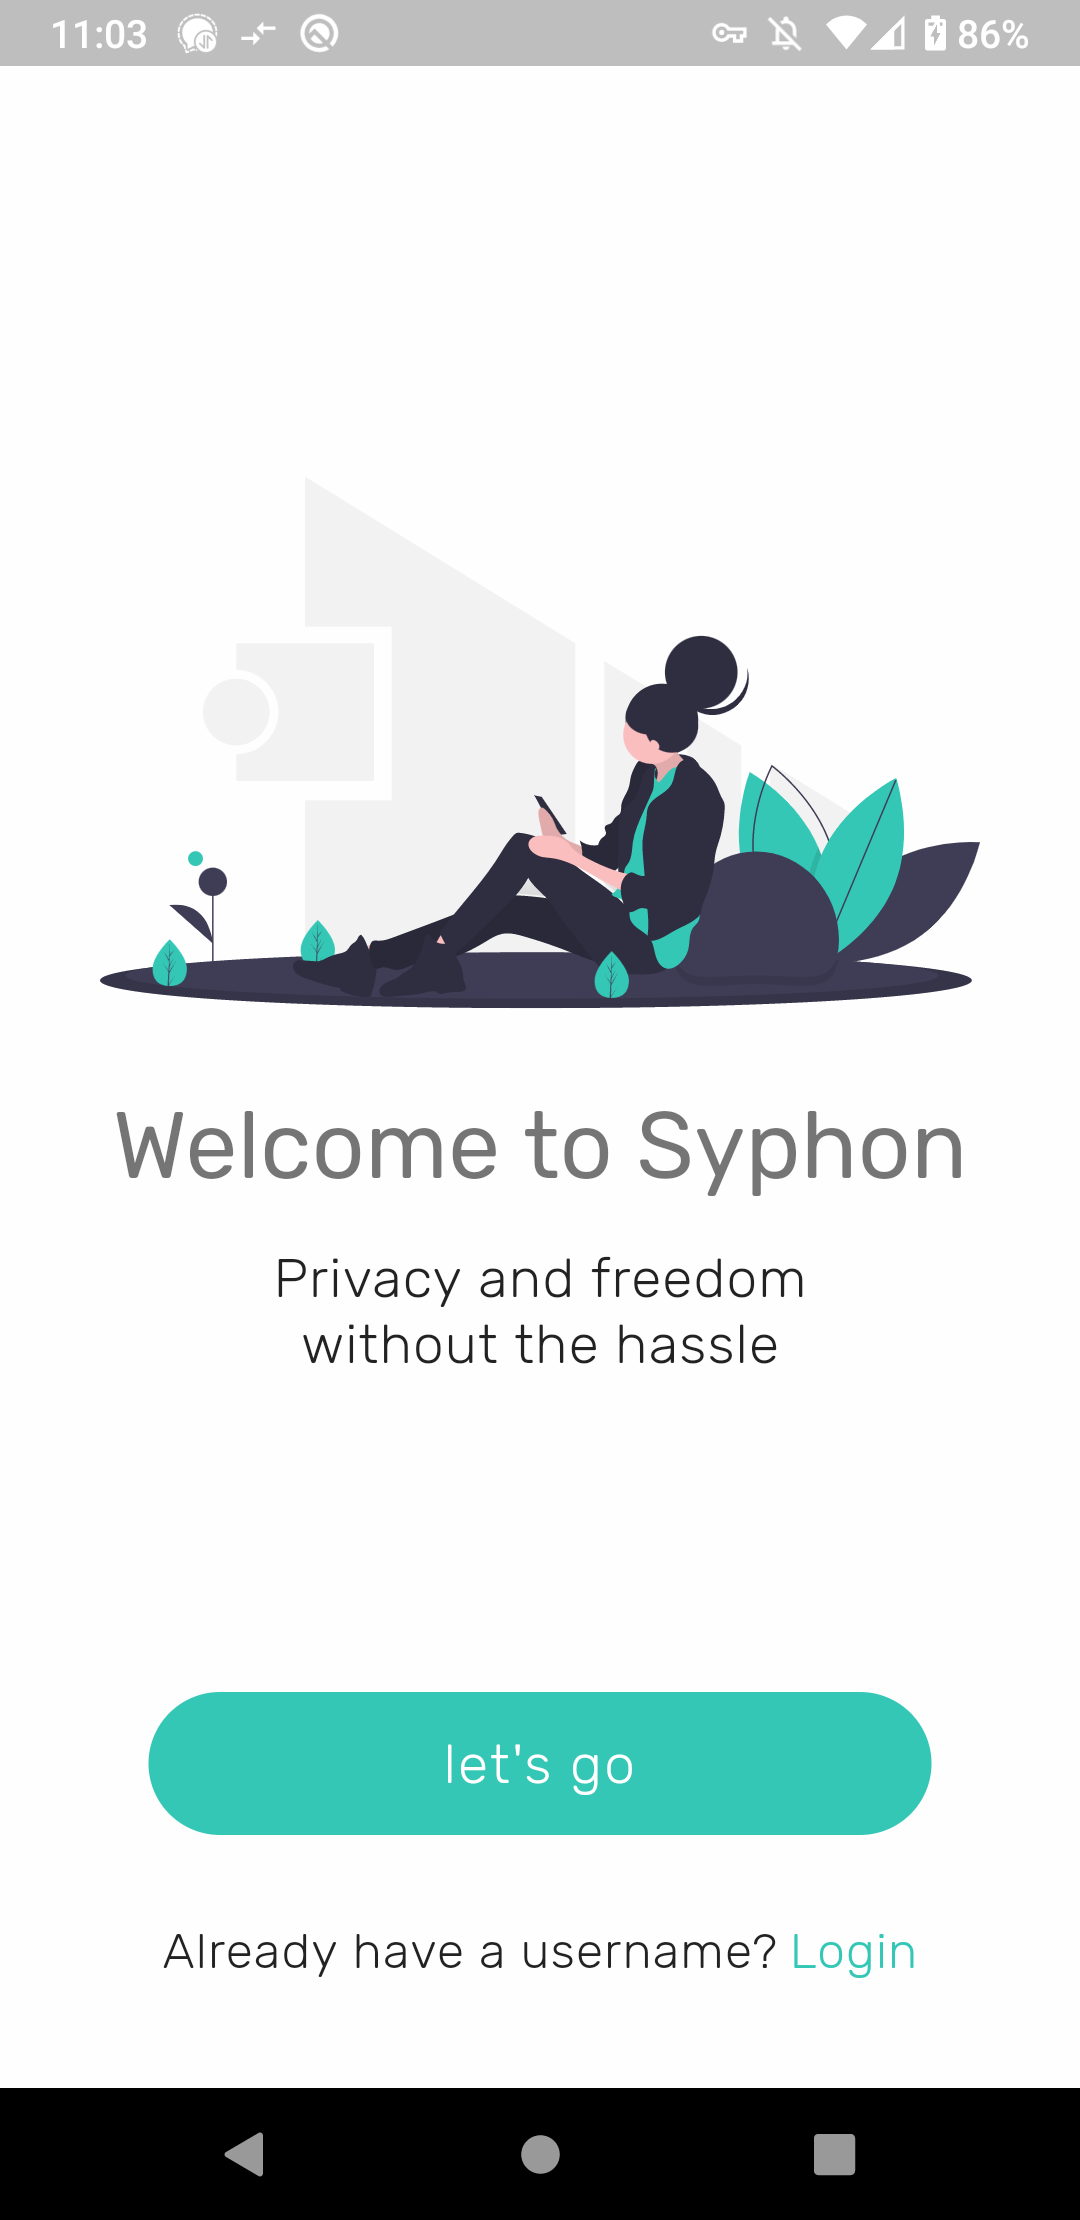 11:03
86%
Welcome to Syphon
Privacy and freedom
without the hassle
let's go
Already have a username? Login